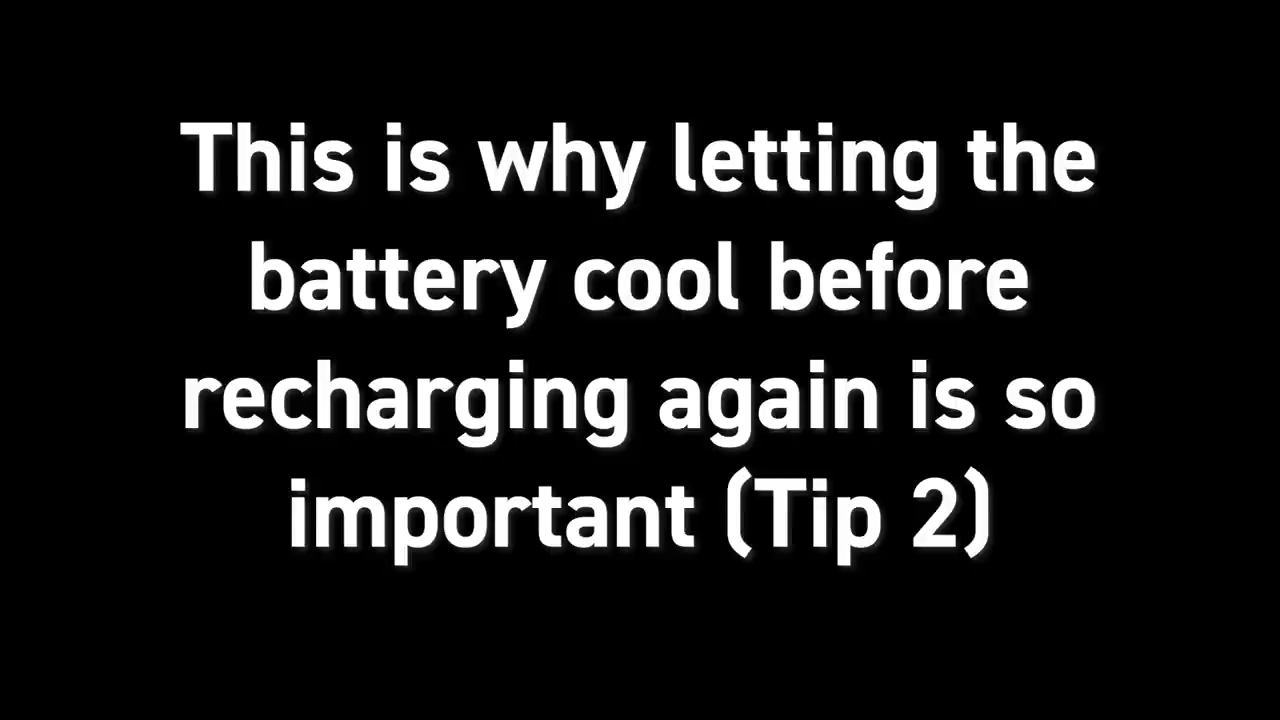 This is why letting the
battery cool before
recharging again is so
important (Tip 2)